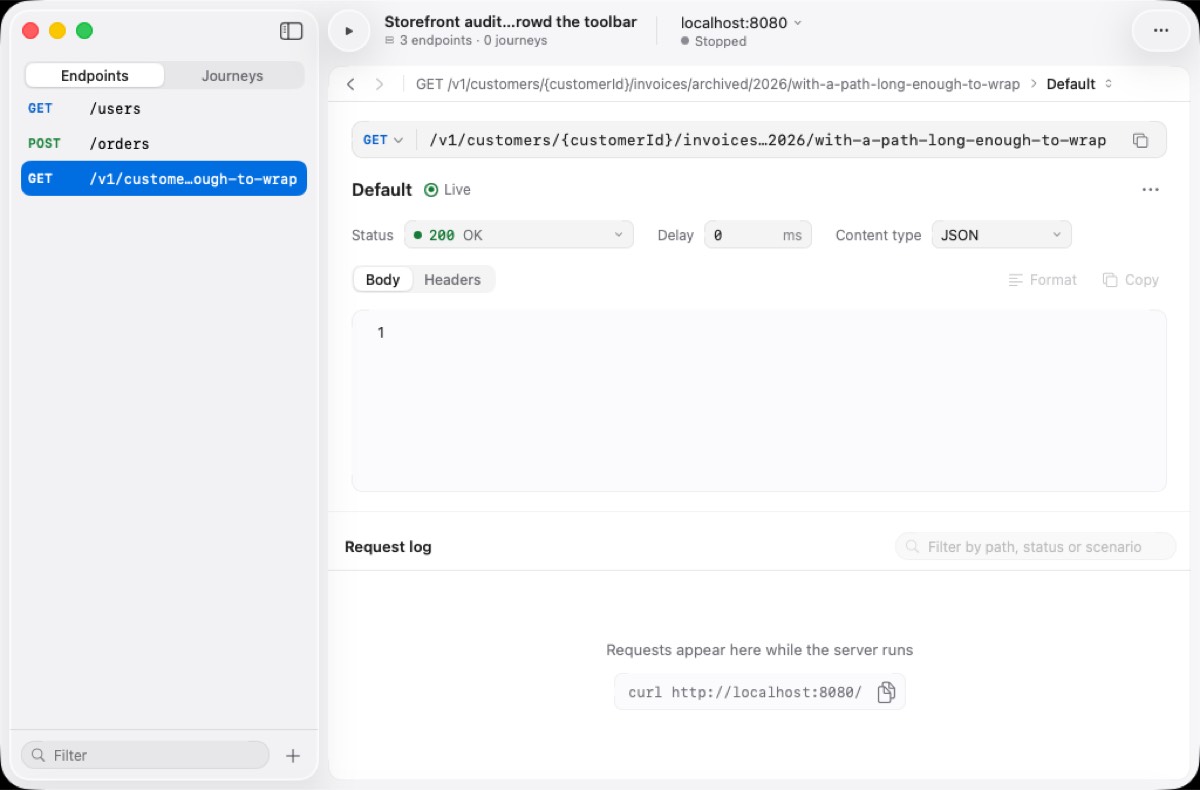 Storefront audit...rowd the toolbar
3 endpoints · 0 journeys
localhost:8080
Stopped
Endpoints
Journeys
GET /users
POST /orders
GET /v1/custome…ough-to-wrap
Filter
GET /v1/customers/{customerId}/invoices/archived/2026/with-a-path-long-enough-to-wrap > Default
GET /v1/customers/{customerId}/invoices…2026/with-a-path-long-enough-to-wrap
Default Live
Status 200 OK Delay 0 ms Content type JSON
Body Headers Format Copy
1
Request log Filter by path, status or scenario
Requests appear here while the server runs
curl http://localhost:8080/